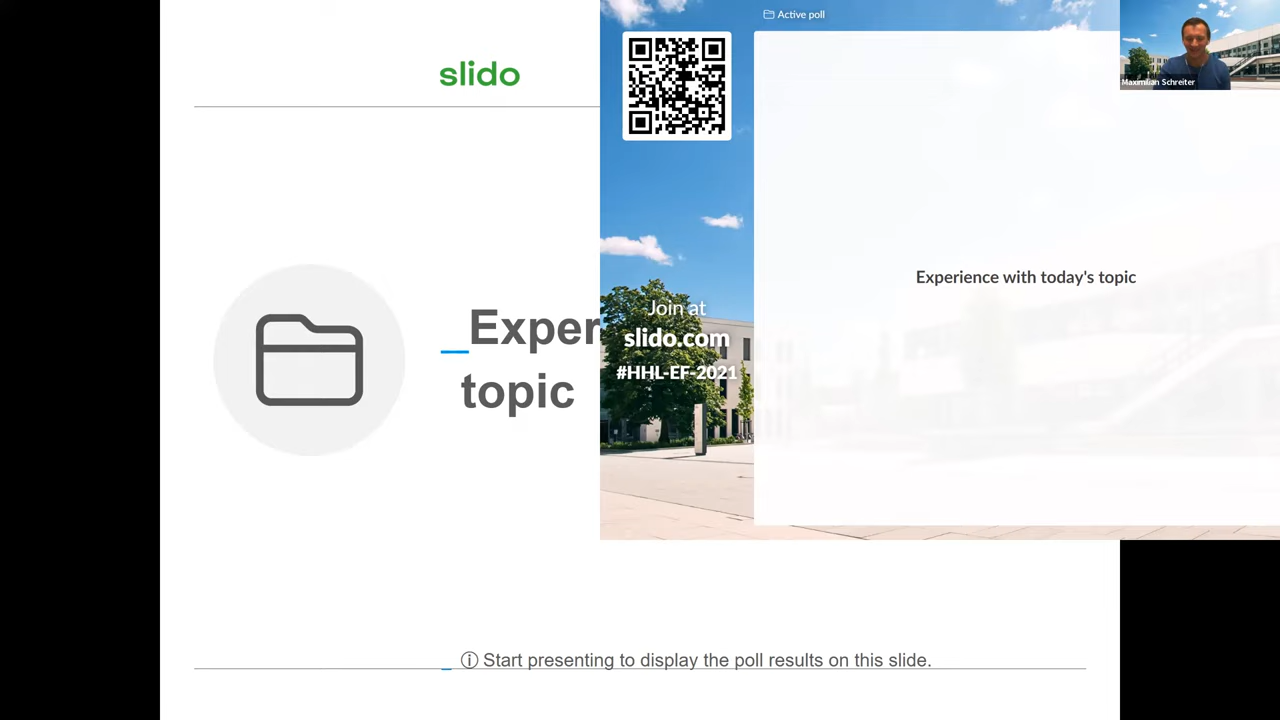 slido
Active poll
Maximilian Schreiter
Experience with today's topic
Join at
slido.com
#HHL-EF-2021
_Exper
topic
ⓘ Start presenting to display the poll results on this slide.